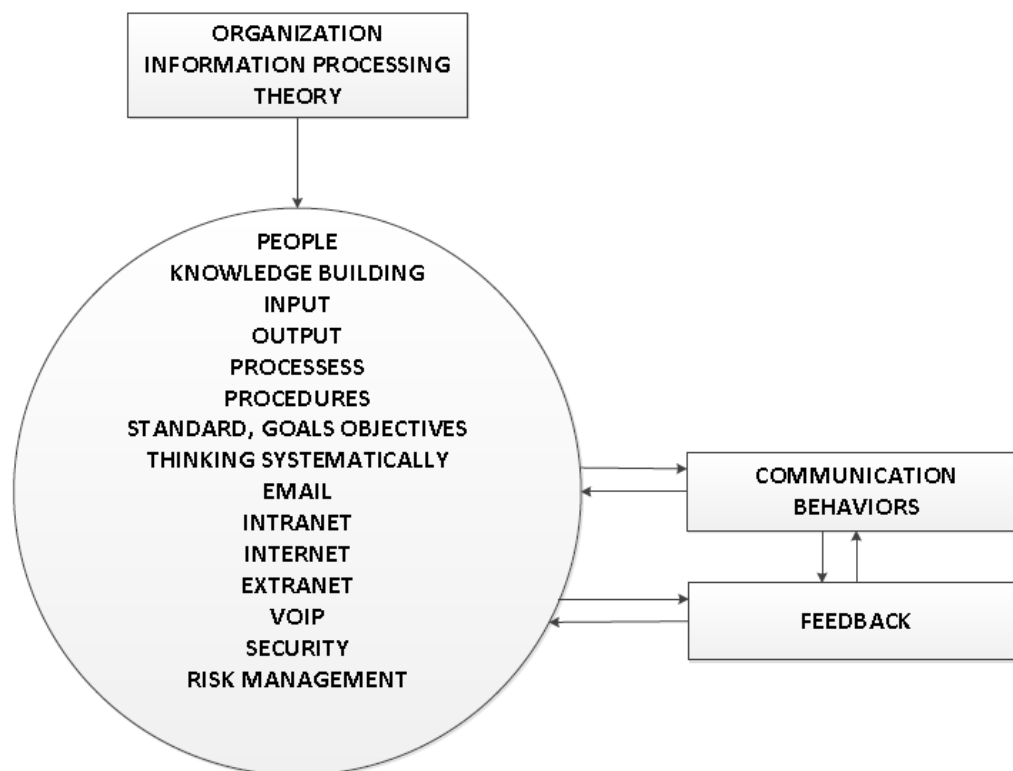 ORGANIZATION
INFORMATION PROCESSING
THEORY
PEOPLE
KNOWLEDGE BUILDING
INPUT
OUTPUT
PROCESSESS
PROCEDURES
STANDARD, GOALS OBJECTIVES
THINKING SYSTEMATICALLY
EMAIL
INTRANET
INTERNET
EXTRANET
VOIP
SECURITY
RISK MANAGEMENT
COMMUNICATION
BEHAVIORS
FEEDBACK